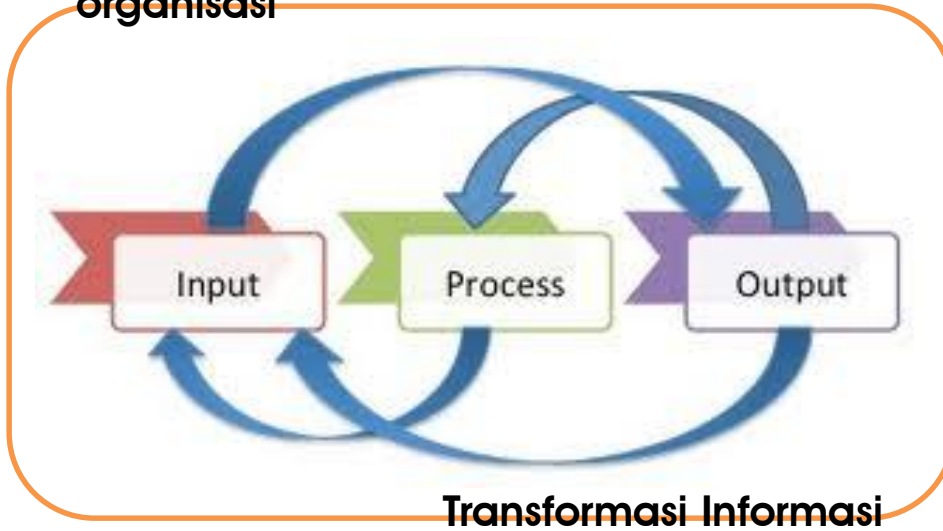 organisasi
Input
Process
Output
Transformasi Informasi